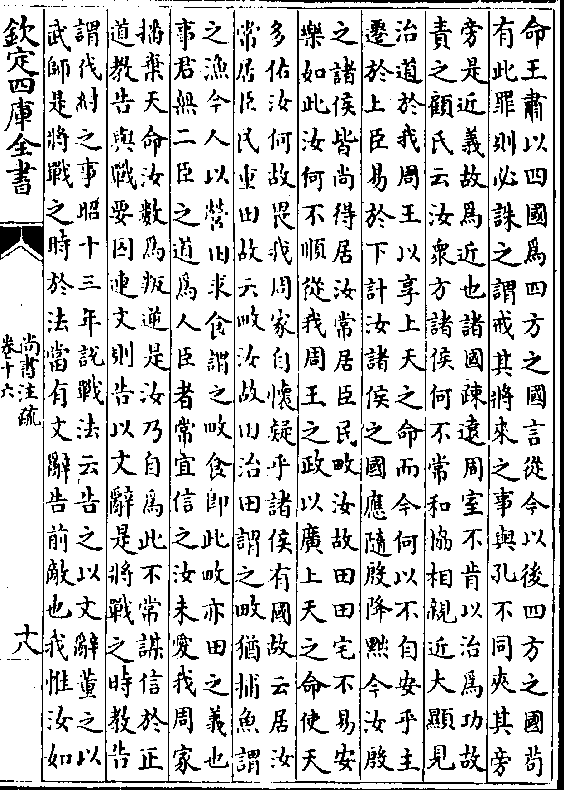 命王肅以四國爲四方之國言從今以後四方之國苟
有此罪則必誅之謂戒其將來之事與孔不同夾其旁
旁是近義故爲近也諸國疎遠周室不肯以治爲功故
責之顧氏云汝衆方諸侯何不常和協相親近大顯見
治道於我周王以享上天之命而今何以不自安乎主
遷於上臣易於下計汝諸侯之國應隨殷降黜今汝殷
之諸侯皆尚得居汝常居臣民畋汝故田田宅不易安
樂如此汝何不順從我周王之政以廣上天之命使天
多佑汝何故畏我周家自懷疑乎諸侯有國故云居汝
常居臣民重田故云畋汝故田治田謂之畋猶捕魚謂
之漁今人以營田求食謂之畋食即此畋亦田之義也
事君無二臣之道爲人臣者常宜信之汝未愛我周家
播棄天命汝數爲叛逆是汝乃自爲此不常謀信於正
道教告與戰要囚連文則告以文辭是將戰之時教告
謂伐紂之事昭十三年說戰法云告之以文辭董之以
武師是將戰之時於法當有文辭告前敵也我惟汝如
欽定四庫全書
尚書注疏
卷十六
十八